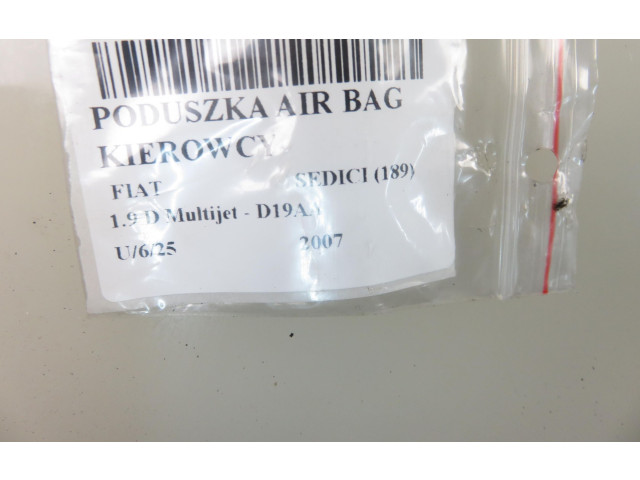 PODUSZKA AIR BAG
KIEROWCY
FIAT SEDICI (189)
1.9 D Multijet - D19AA
U/6/25 2007